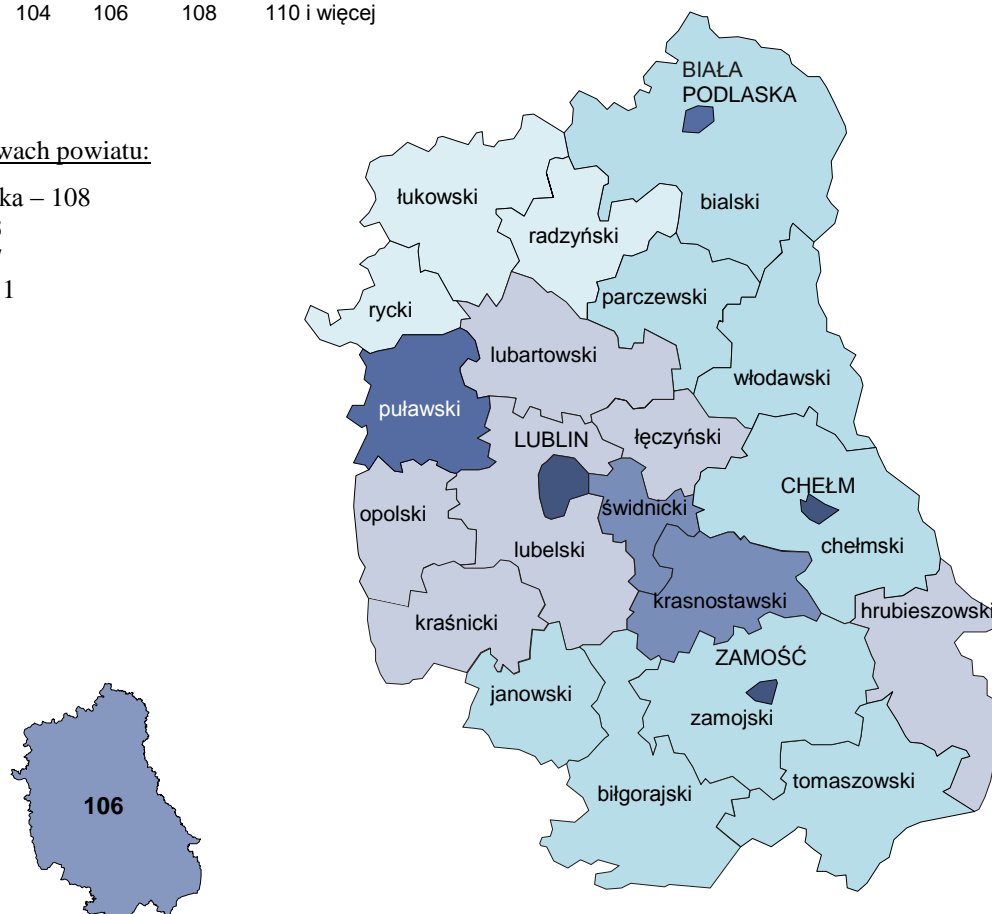 104 106 108 110 i więcej
wach powiatu:
ka – 108
1
BIAŁA
PODLASKA
łukowski
bialski
radzyński
parczewski
rycki
lubartowski
włodawski
puławski
łęczyński
LUBLIN
CHEŁM
opolski
świdnicki
lubelski
chełmski
krasnostawski
hrubieszowski
kraśnicki
ZAMOŚĆ
janowski
zamojski
tomaszowski
biłgorajski
106